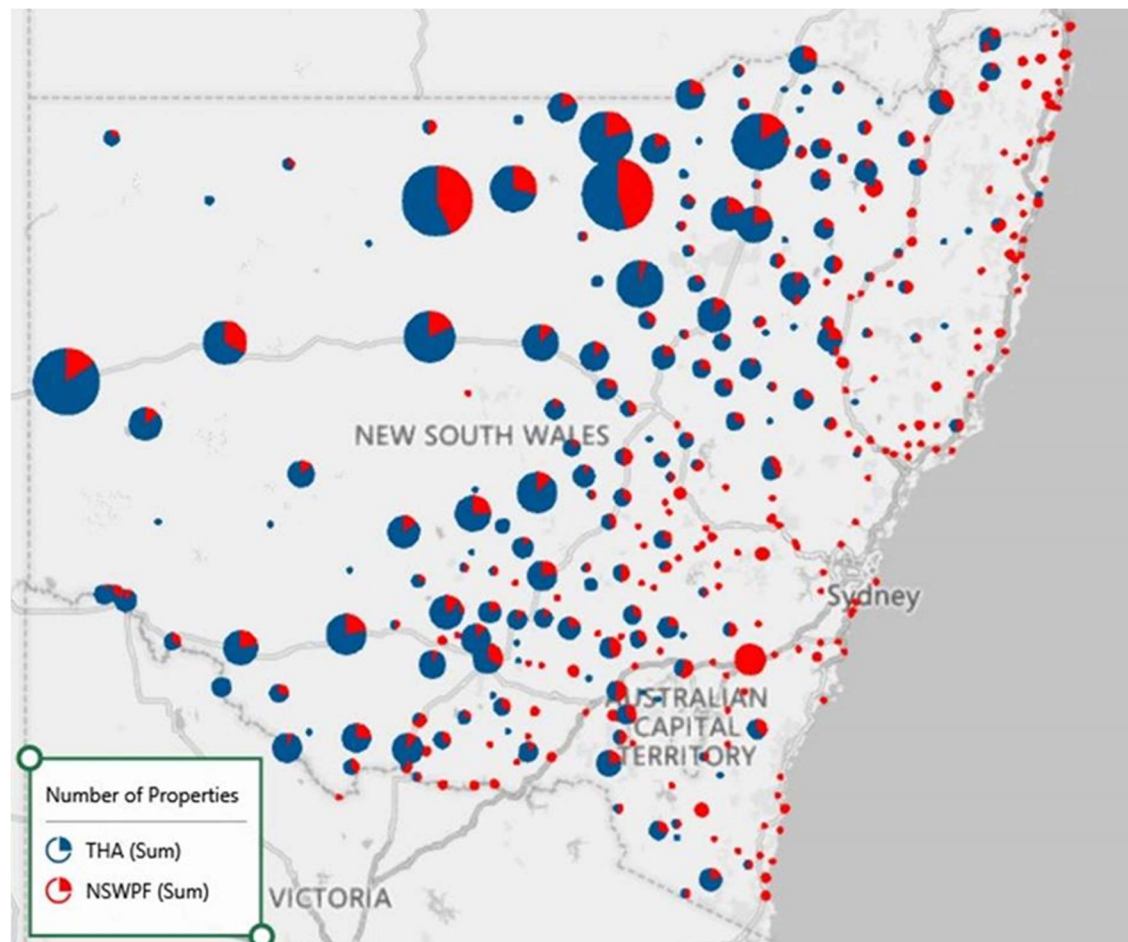 NEW SOUTH WALES
Sydney
AUSTRALIAN
CAPITAL
TERRITORY
Number of Properties
THA (Sum)
NSWPF (Sum)
VICTORIA